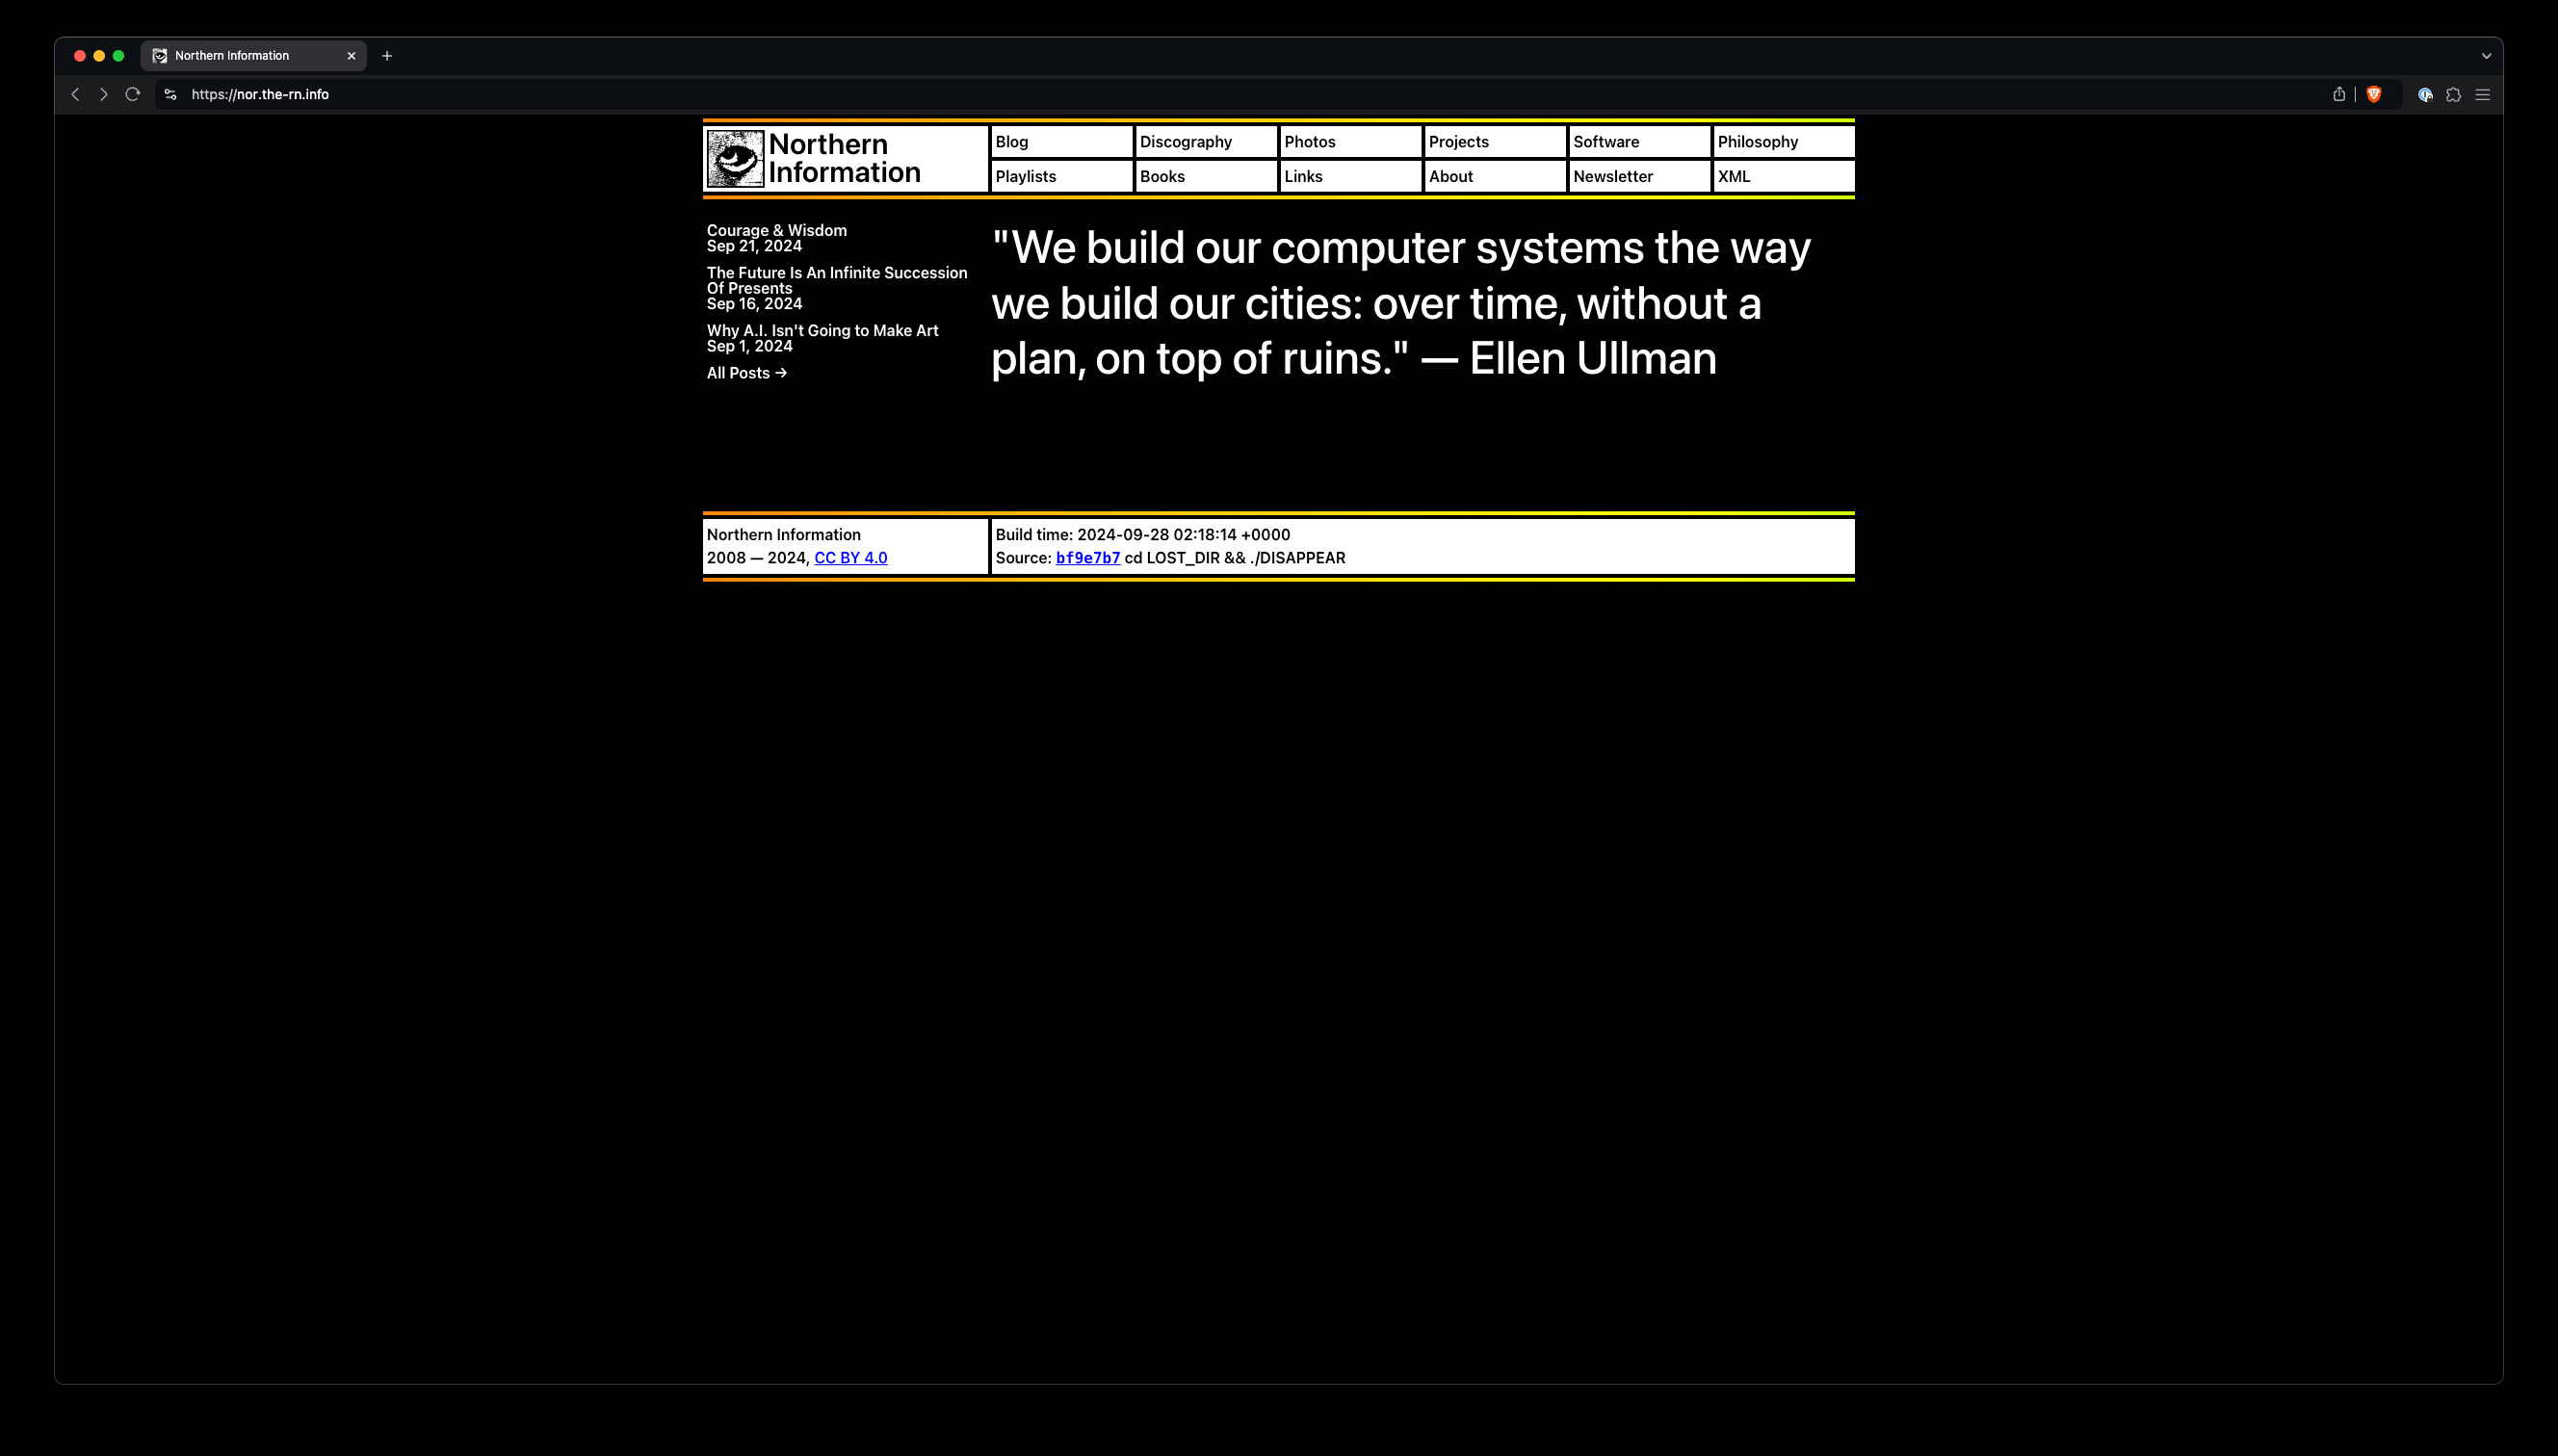 Northern Information
https://nor.the-rn.info
Northern
Information
Blog
Discography
Photos
Projects
Software
Philosophy
Playlists
Books
Links
About
Newsletter
XML
Courage & Wisdom
Sep 21, 2024
The Future Is An Infinite Succession
Of Presents
Sep 16, 2024
Why A.I. Isn't Going to Make Art
Sep 1, 2024
All Posts →
"We build our computer systems the way
we build our cities: over time, without a
plan, on top of ruins." — Ellen Ullman
Northern Information
2008 — 2024, CC BY 4.0
Build time: 2024-09-28 02:18:14 +0000
Source: bf9e7b7 cd LOST_DIR && ./DISAPPEAR